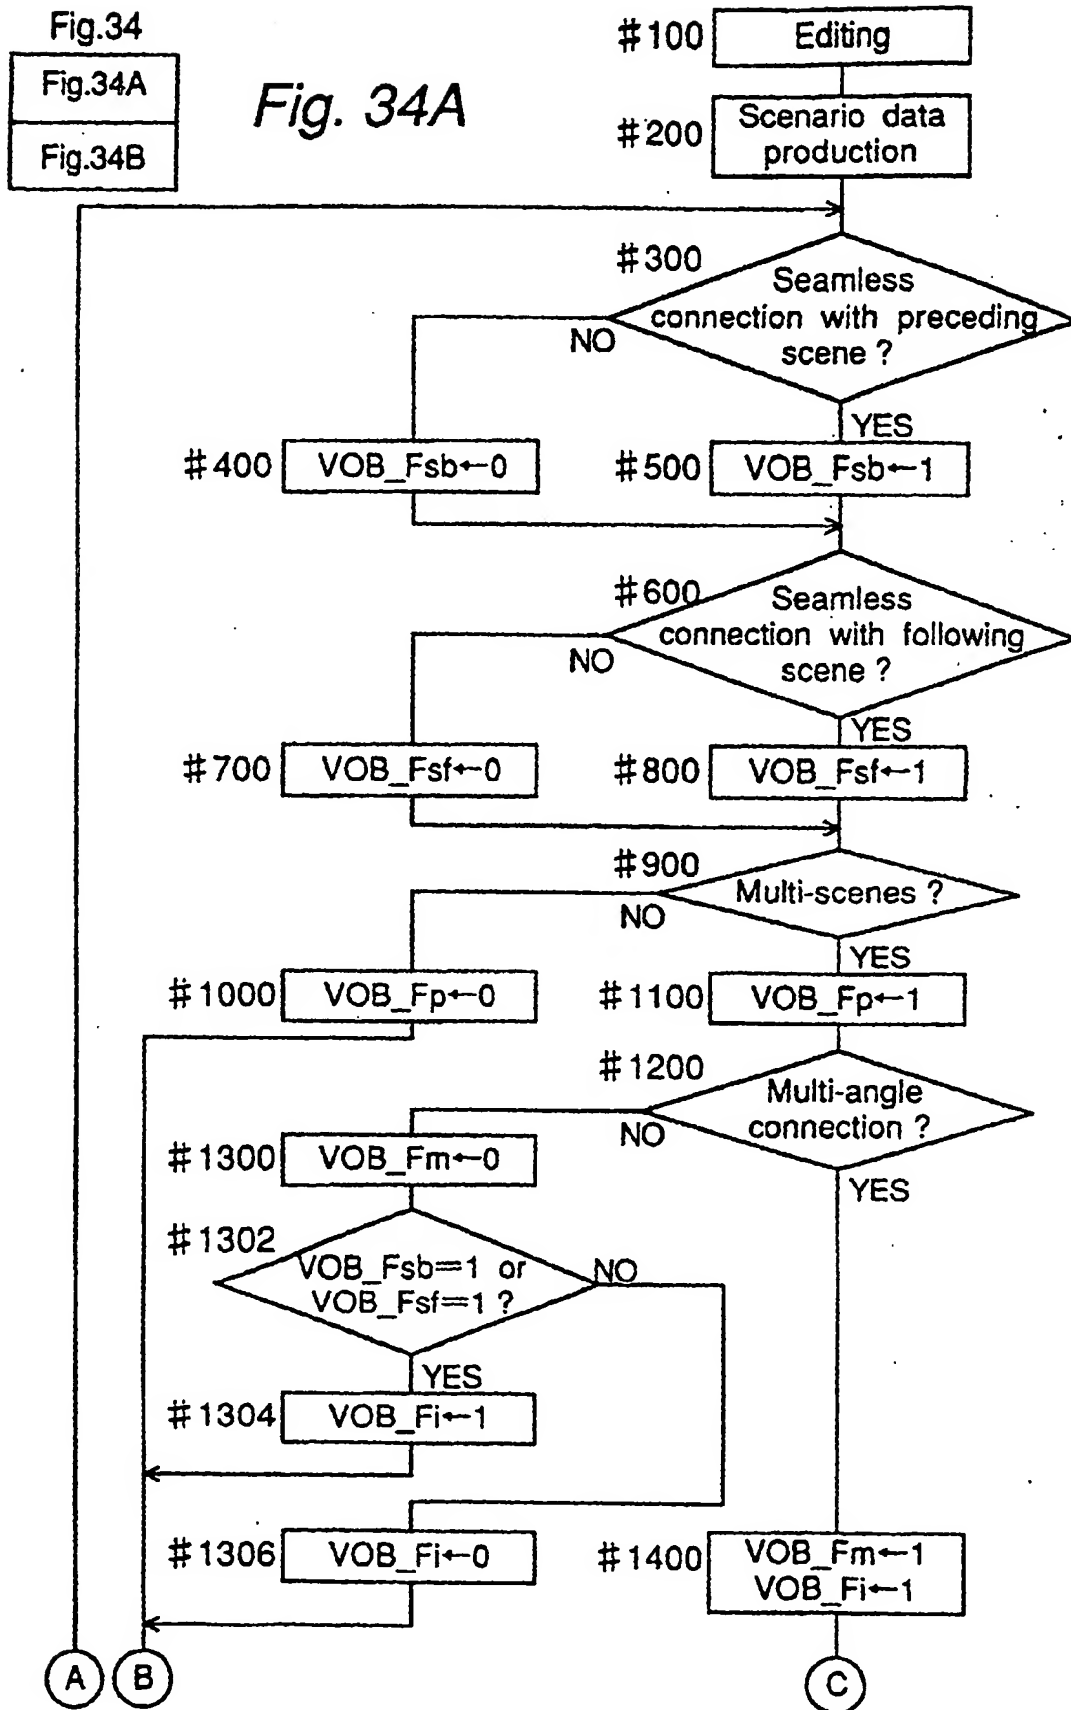 Fig.34
Fig.34A
Fig.34B
Fig. 34A
#100
Editing
#200
Scenario data
production
#300
Seamless
connection with preceding
scene ?
NO
YES
#400
VOB_Fsb←0
#500
VOB_Fsb←1
#600
Seamless
connection with following
scene ?
NO
YES
#700
VOB_Fsf←0
#800
VOB_Fsf←1
#900
Multi-scenes ?
NO
YES
#1000
VOB_Fp←0
#1100
VOB_Fp←1
#1200
Multi-angle
connection ?
NO
YES
#1300
VOB_Fm←0
#1302
VOB_Fsb=1 or
VOB_Fsf=1 ?
NO
YES
#1304
VOB_Fi←1
#1306
VOB_Fi←0
#1400
VOB_Fm←1
VOB_Fi←1
A
B
C